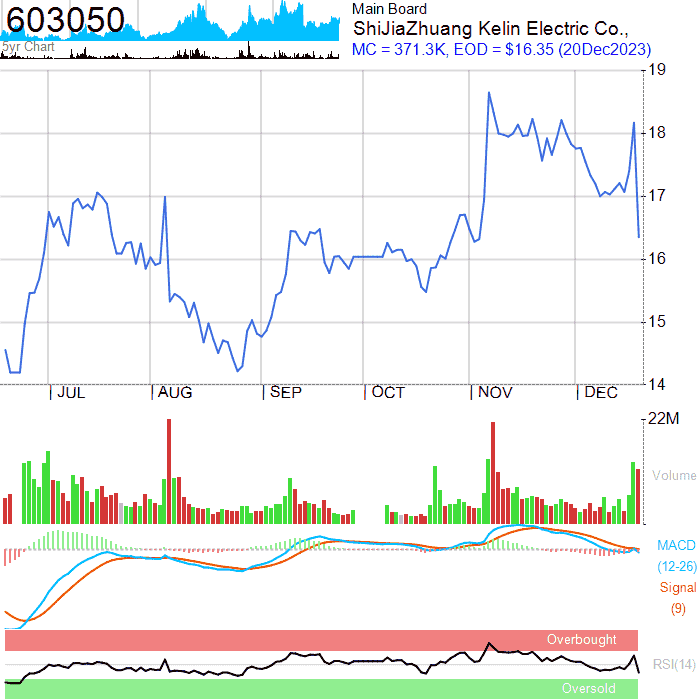 603050
5yr Chart
Main Board
ShiJiaZhuang Kelin Electric Co.,
MC = 371.3K, EOD = $16.35 (20Dec2023)
19
18
17
16
15
14
JUL AUG SEP OCT NOV DEC
22M
Volume
MACD
(12-26)
Signal
(9)
Overbought
RSI(14)
Oversold